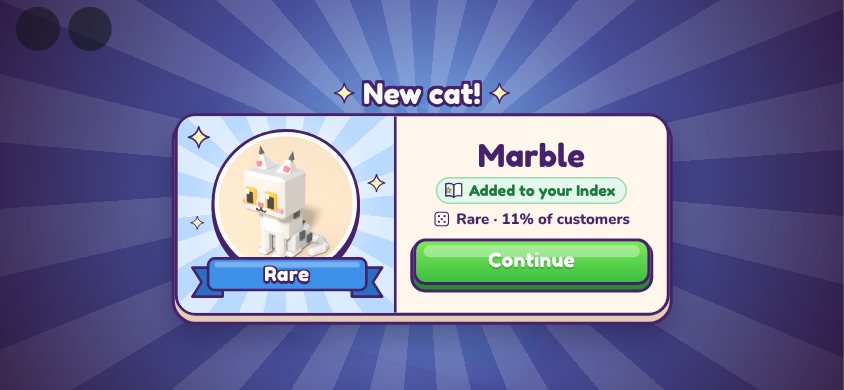 New cat!
Marble
Added to your Index
Rare · 11% of customers
Continue
Rare